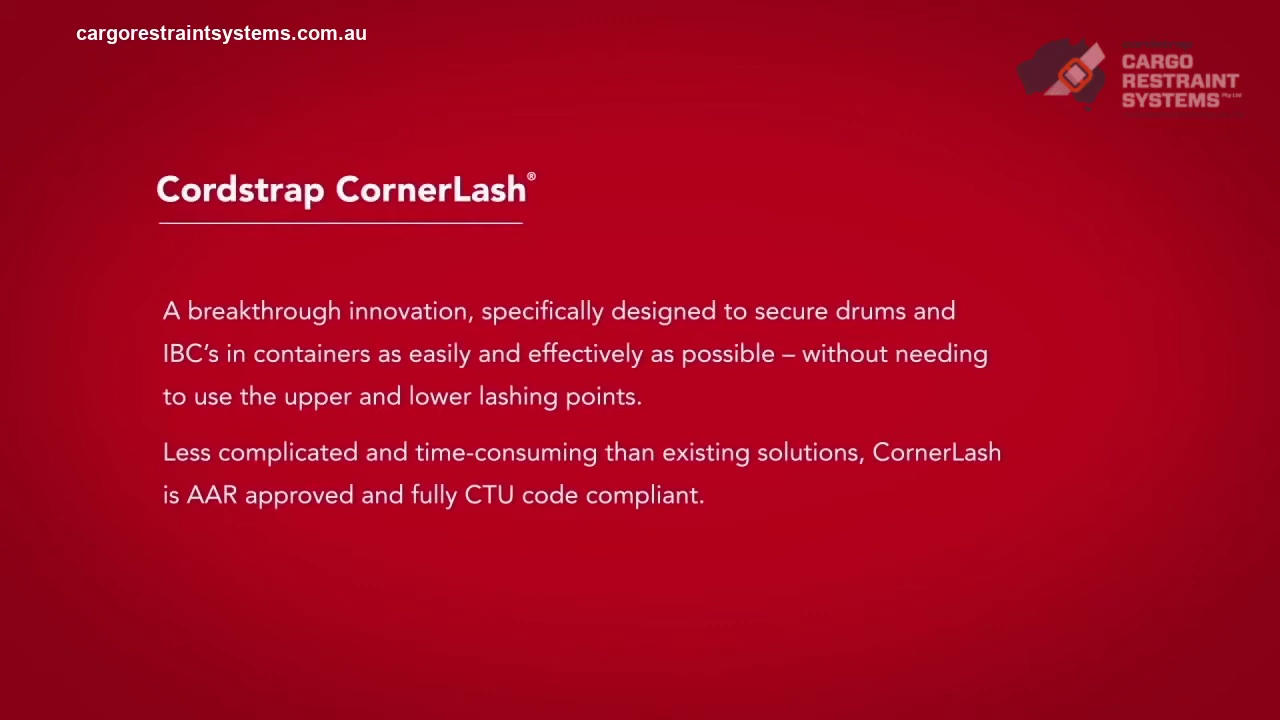 cargorestraintsystems.com.au
CARGO
RESTRAINT
SYSTEMS Pty Ltd
Cordstrap CornerLash®
A breakthrough innovation, specifically designed to secure drums and
IBC’s in containers as easily and effectively as possible – without needing
to use the upper and lower lashing points.
Less complicated and time-consuming than existing solutions, CornerLash
is AAR approved and fully CTU code compliant.